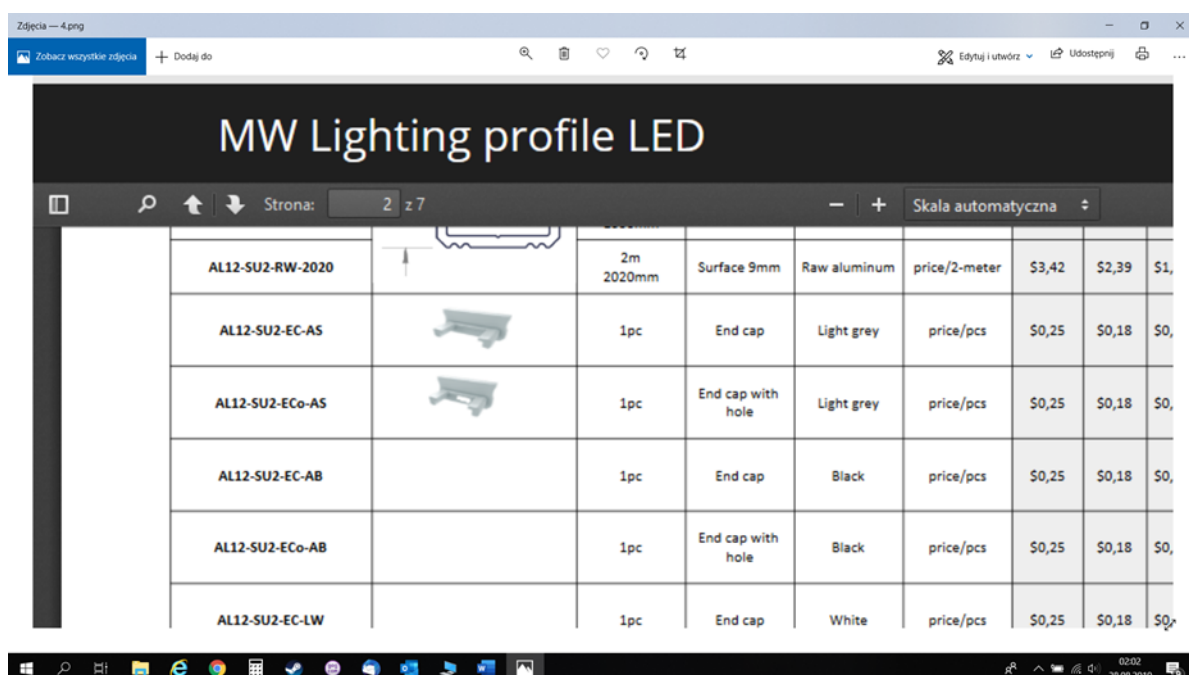 Zdjęcia — 4.png
Zobacz wszystkie zdjęcia
Dodaj do
Edytuj i utwórz
Udostępnij
MW Lighting profile LED
Strona: 2 z 7
Skala automatyczna
AL12-SU2-RW-2020 2m 2020mm Surface 9mm Raw aluminum price/2-meter $3,42 $2,39 $1,
AL12-SU2-EC-AS 1pc End cap Light grey price/pcs $0,25 $0,18 $0,
AL12-SU2-ECo-AS 1pc End cap with hole Light grey price/pcs $0,25 $0,18 $0,
AL12-SU2-EC-AB 1pc End cap Black price/pcs $0,25 $0,18 $0,
AL12-SU2-ECo-AB 1pc End cap with hole Black price/pcs $0,25 $0,18 $0,
AL12-SU2-EC-LW 1pc End cap White price/pcs $0,25 $0,18 $0,
02:02